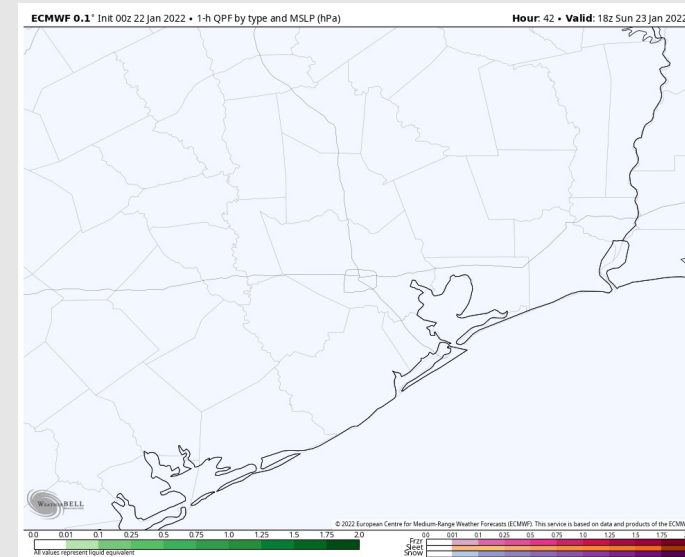 ECMWF 0.1° Init 00z 22 Jan 2022 • 1-h QPF by type and MSLP (hPa) Hour: 42 • Valid: 18z Sun 23 Jan 2022
WEATHERBELL
© 2022 European Centre for Medium-Range Weather Forecasts (ECMWF). This service is based on data and products of the ECMW
0.0 0.01 0.1 0.25 0.5 0.75 1.0 1.25 1.5 1.75 2.0
All values represent liquid equivalent
0.0 .001 .01 0.25 0.5 0.75 1.0 1.25 1.5 1.75
Frzr
Sleet
Snow